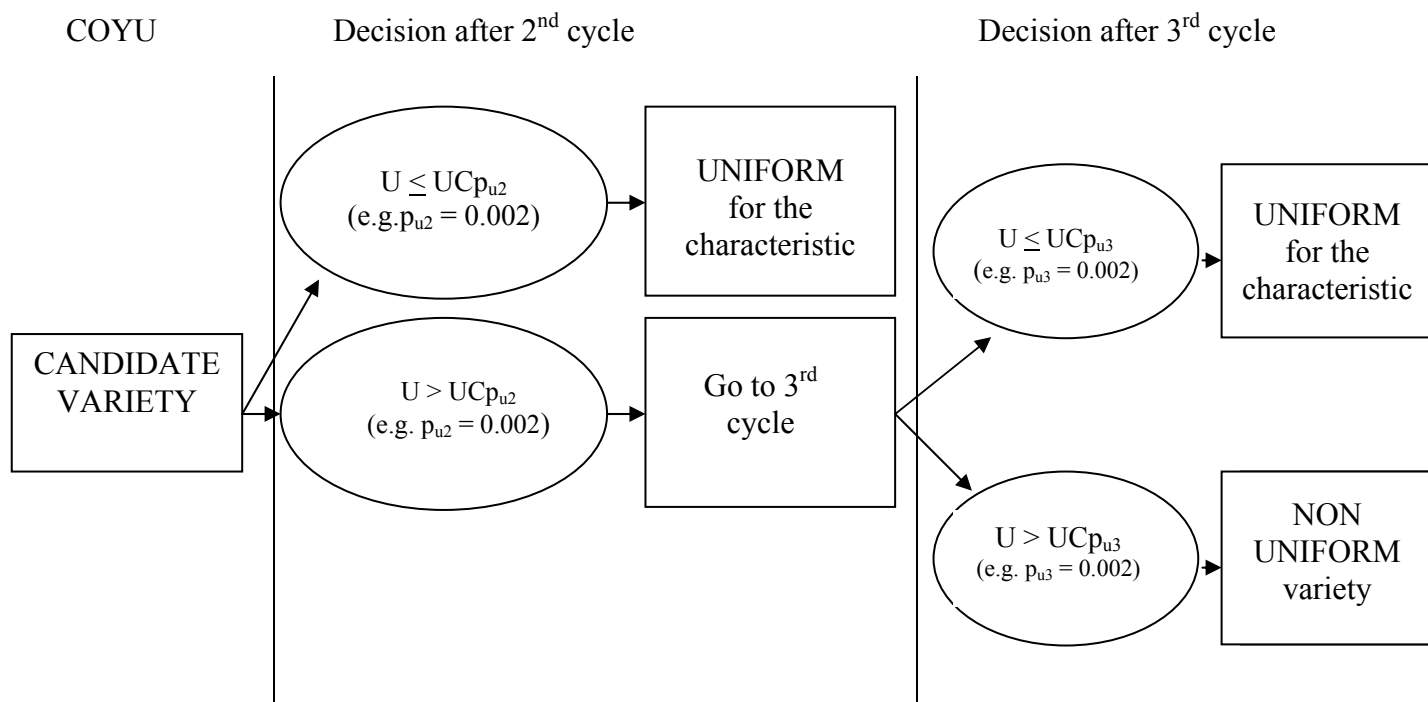 COYU
Decision after 2nd cycle
Decision after 3rd cycle
U ≤ UCpu2
(e.g.pu2 = 0.002)
UNIFORM
for the
characteristic
U ≤ UCpu3
(e.g. pu3 = 0.002)
UNIFORM
for the
characteristic
CANDIDATE
VARIETY
U > UCpu2
(e.g. pu2 = 0.002)
Go to 3rd
cycle
U > UCpu3
(e.g. pu3 = 0.002)
NON
UNIFORM
variety